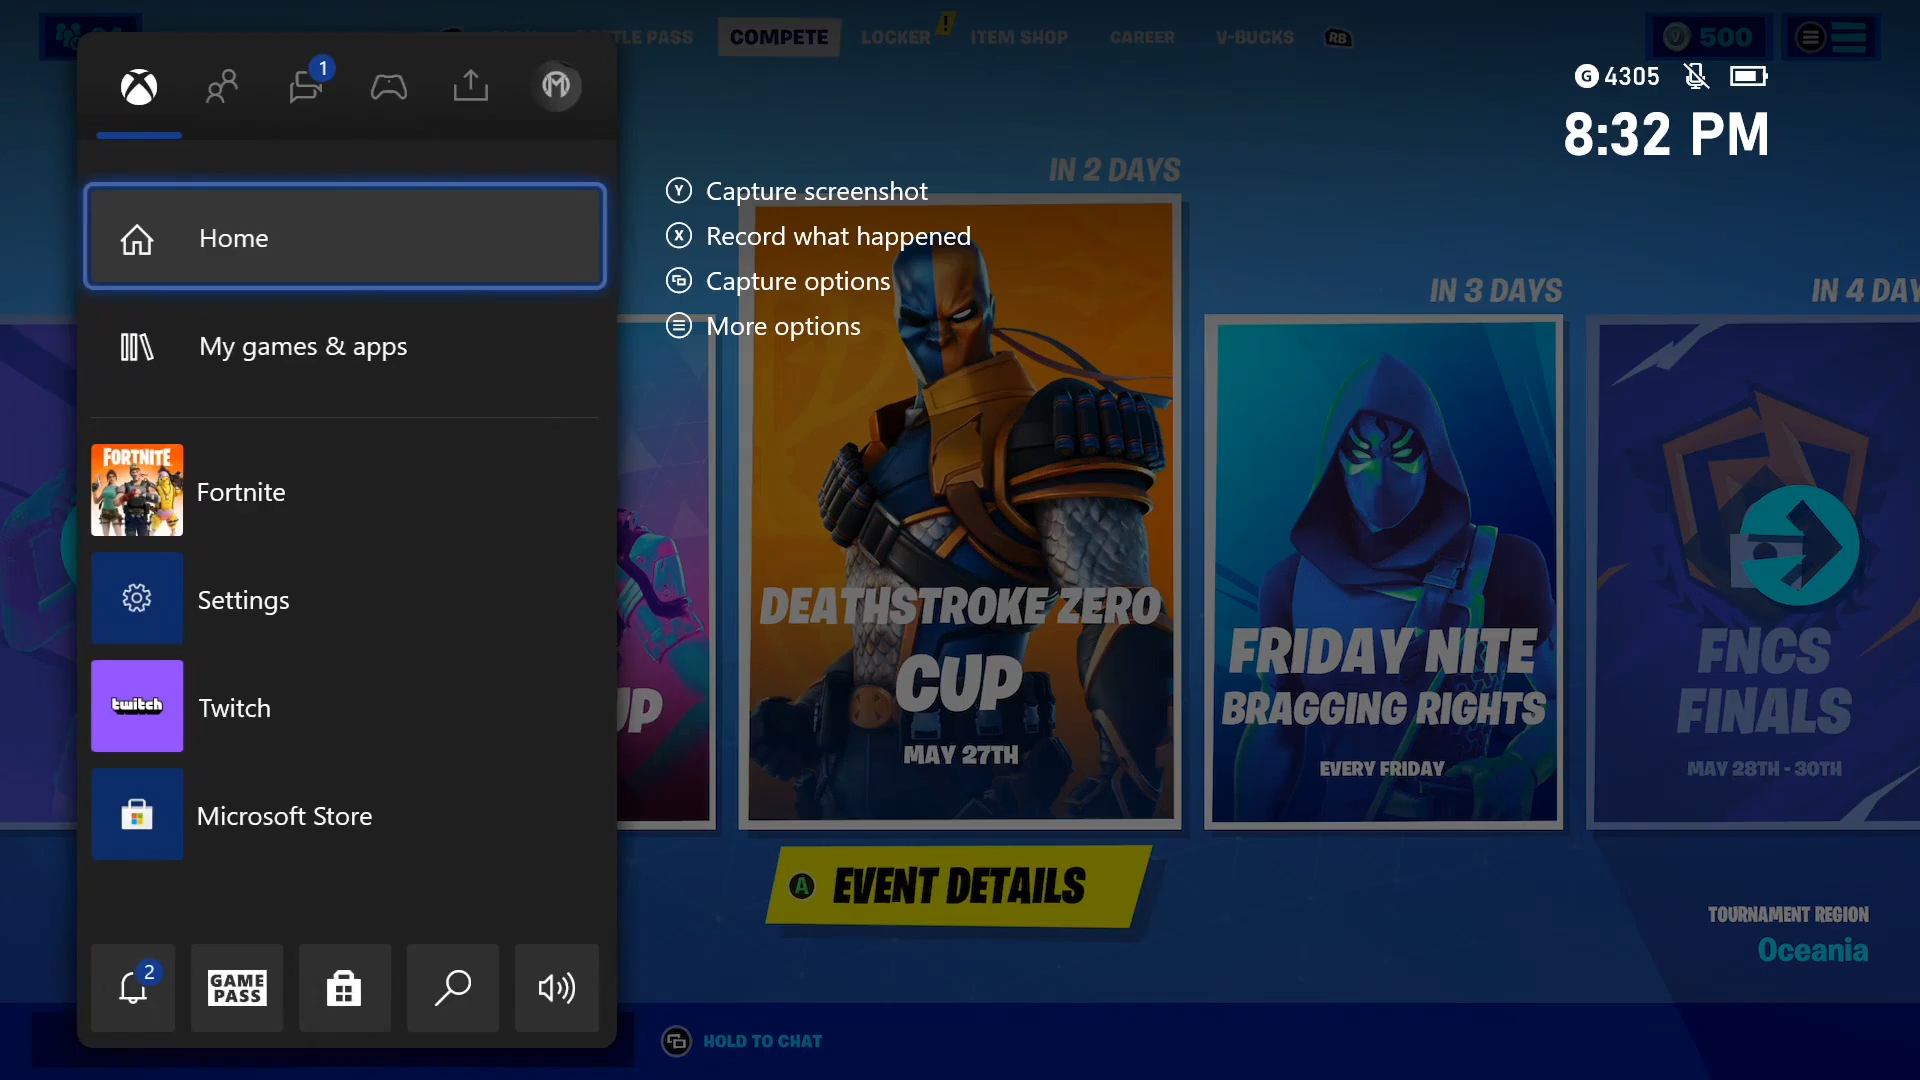 BATTLE PASS
COMPETE
LOCKER
!
ITEM SHOP
CAREER
V-BUCKS
RB
V
500
1
G 4305
8:32 PM
Home
My games & apps
FORTNITE
Fortnite
Settings
twitch
Twitch
Microsoft Store
2
GAME
PASS
Y Capture screenshot
X Record what happened
Capture options
More options
IN 2 DAYS
DEATHSTROKE ZERO
CUP
MAY 27TH
IN 3 DAYS
FRIDAY NITE
BRAGGING RIGHTS
EVERY FRIDAY
IN 4 DAY
FNCS
FINALS
MAY 28TH - 30TH
UP
A EVENT DETAILS
TOURNAMENT REGION
Oceania
HOLD TO CHAT